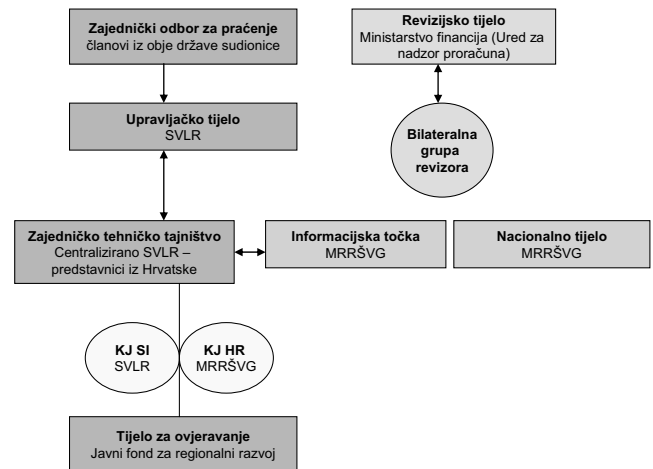 Zajednički odbor za praćenje
članovi iz obje države sudionice
Revizijsko tijelo
Ministarstvo financija (Ured za
nadzor proračuna)
Upravljačko tijelo
SVLR
Bilateralna
grupa
revizora
Zajedničko tehničko tajništvo
Centralizirano SVLR –
predstavnici iz Hrvatske
Informacijska točka
MRRŠVG
Nacionalno tijelo
MRRŠVG
KJ SI
SVLR
KJ HR
MRRŠVG
Tijelo za ovjeravanje
Javni fond za regionalni razvoj